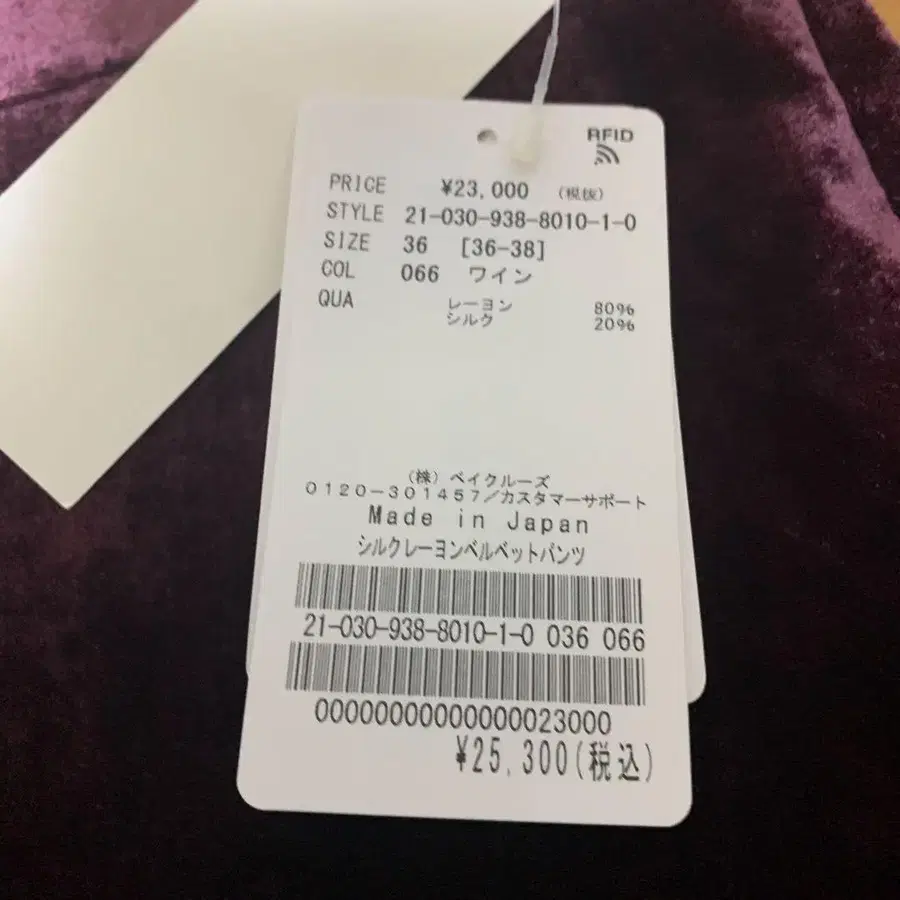 RFID
PRICE ¥23,000 (税抜)
STYLE 21-030-938-8010-1-0
SIZE 36 [36-38]
COL 066 ワイン
QUA レーヨン 80%
シルク 20%
(株) ベイクルーズ
0120-301457/カスタマーサポート
Made in Japan
シルクレーヨンベルベットパンツ
21-030-938-8010-1-0 036 066
00000000000000023000
¥25,300(税込)